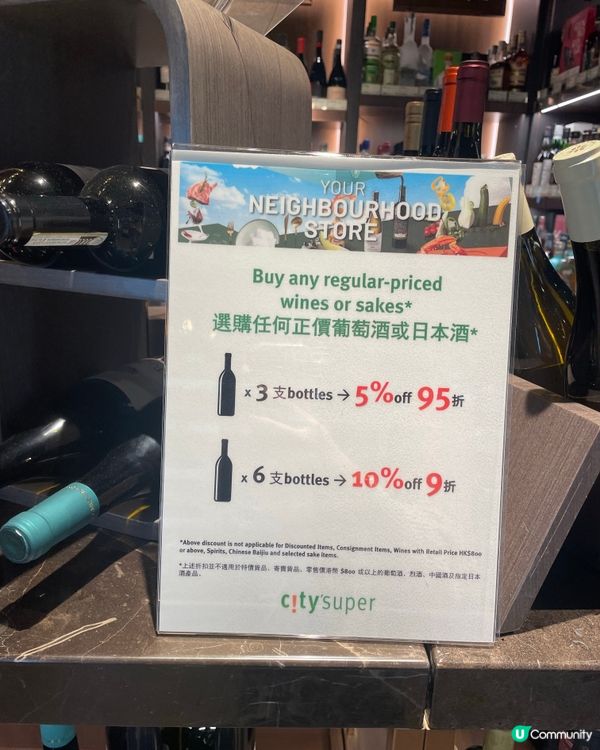 YOUR
NEIGHBOURHOOD
STORE
Buy any regular-priced
wines or sakes*
選購任何正價葡萄酒或日本酒*
x 3 支bottles → 5%off 95折
x 6 支bottles → 10%off 9折
*Above discount is not applicable for Discounted Items, Consignment Items, Wines with Retail Price HK$800
or above, Spirits, Chinese Baijiu and selected sake items.
*上述折扣並不適用於特價貨品、寄賣貨品、零售價港幣 $800 或以上的葡萄酒、烈酒、中國酒及指定日本
酒產品。
c!ty'super
U Community